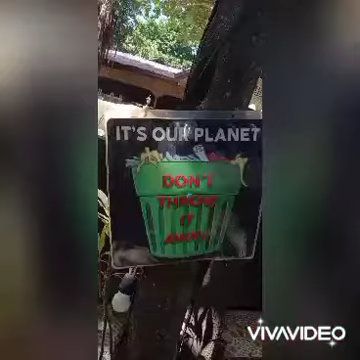 IT'S OUR PLANET
DON'T
THROW
IT
AWAY
VIVAVIDEO